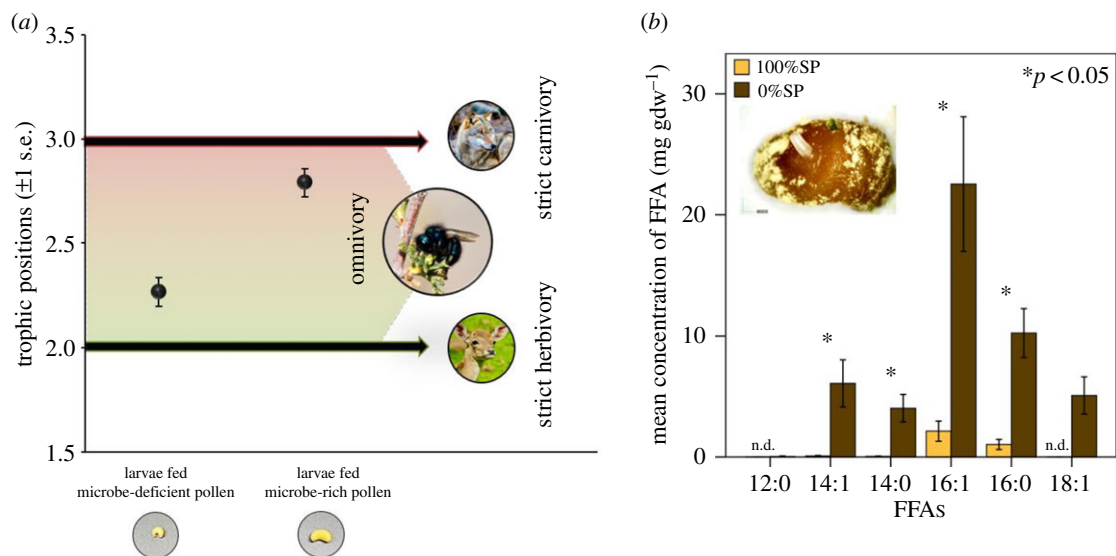 (a)
3.5
3.0
2.5
2.0
1.5
trophic positions (±1 s.e.)
omnivory
strict carnivory
strict herbivory
larvae fed
microbe-deficient pollen
larvae fed
microbe-rich pollen
(b)
100%SP
0%SP
*p < 0.05
30
20
10
0
mean concentration of FFA (mg gdw⁻¹)
*
*
*
*
n.d.
n.d.
12:0 14:1 14:0 16:1 16:0 18:1
FFAs